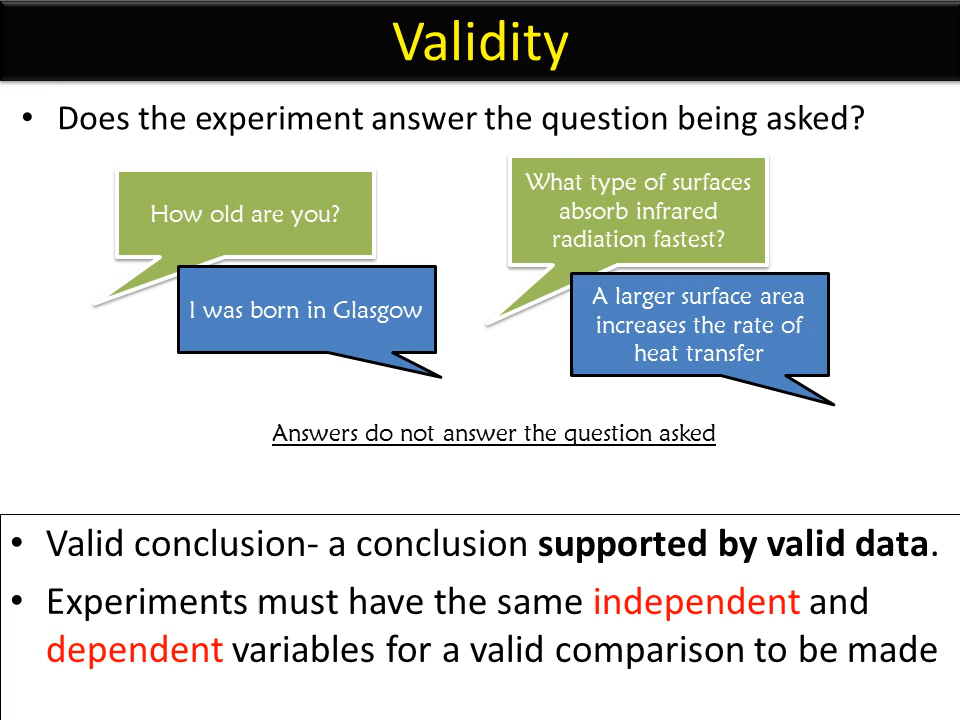 Validity
• Does the experiment answer the question being asked?
How old are you?
I was born in Glasgow
What type of surfaces
absorb infrared
radiation fastest?
A larger surface area
increases the rate of
heat transfer
Answers do not answer the question asked
• Valid conclusion- a conclusion supported by valid data.
• Experiments must have the same independent and
dependent variables for a valid comparison to be made